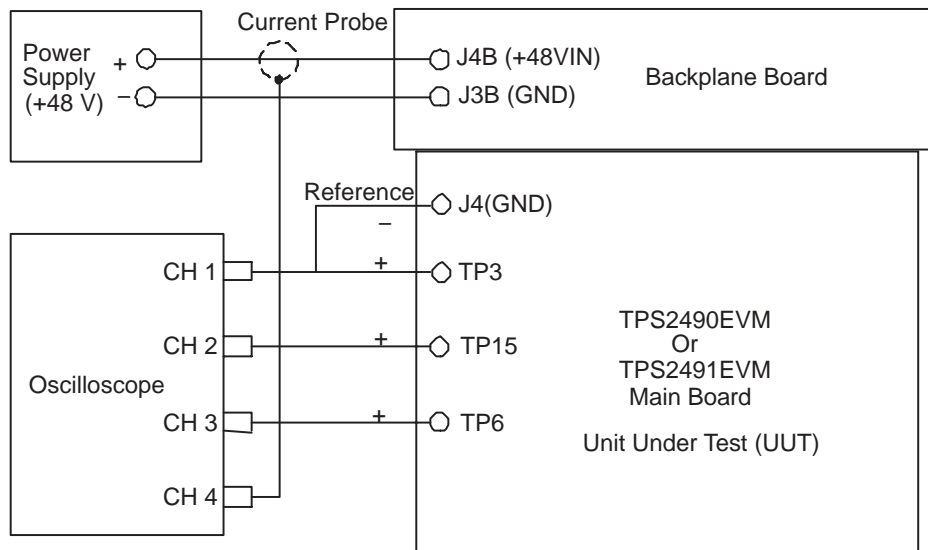 Current Probe
Power
Supply
(+48 V)
+
–
J4B (+48VIN)
J3B (GND)
Backplane Board
Reference
–
J4(GND)
CH 1
+
TP3
CH 2
+
TP15
CH 3
+
TP6
CH 4
Oscilloscope
TPS2490EVM
Or
TPS2491EVM
Main Board
Unit Under Test (UUT)